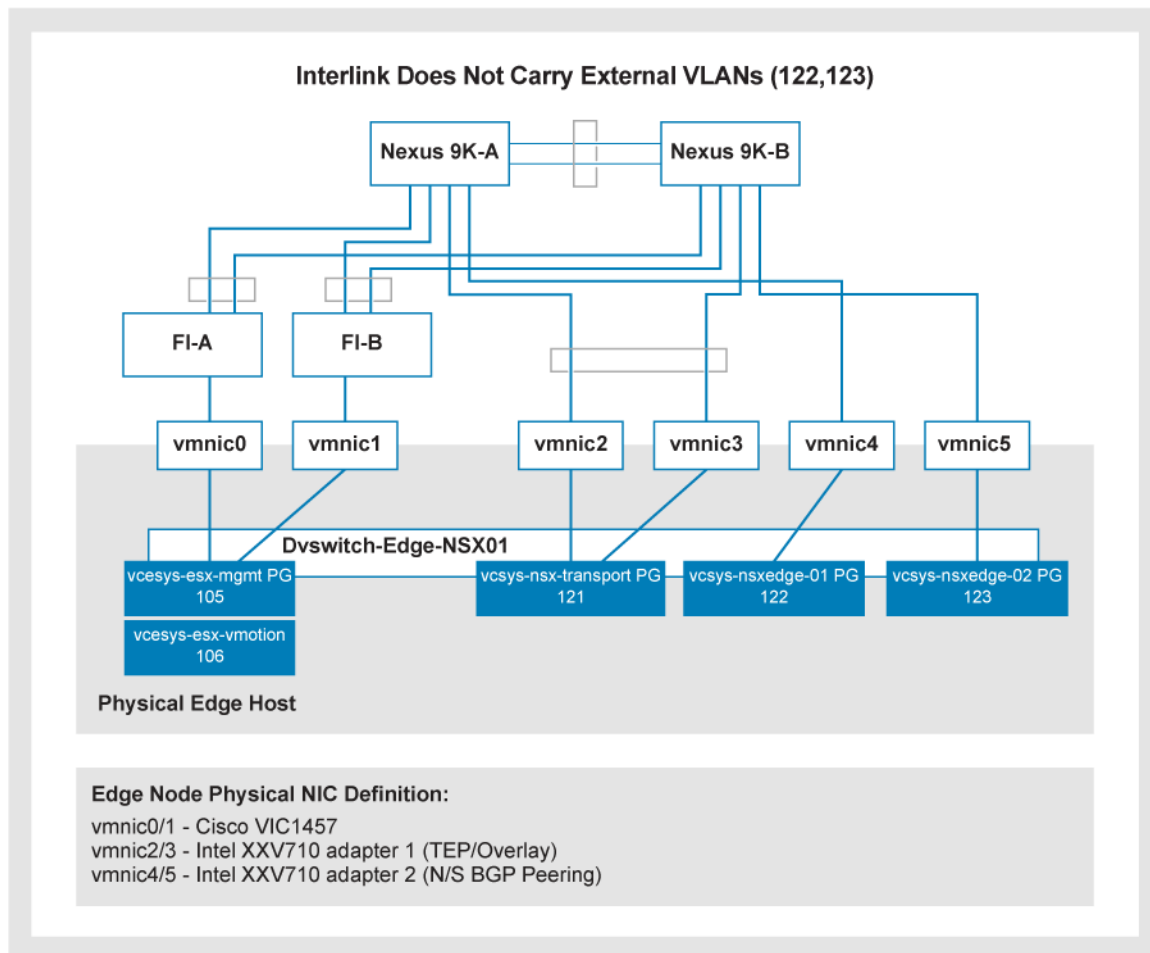 Interlink Does Not Carry External VLANs (122,123)
Nexus 9K-A
Nexus 9K-B
FI-A
FI-B
vmnic0
vmnic1
vmnic2
vmnic3
vmnic4
vmnic5
Dvswitch-Edge-NSX01
vcesys-esx-mgmt PG
105
vcsys-nsx-transport PG
121
vcsys-nsxedge-01 PG
122
vcsys-nsxedge-02 PG
123
vcesys-esx-vmotion
106
Physical Edge Host
Edge Node Physical NIC Definition:
vmnic0/1 - Cisco VIC1457
vmnic2/3 - Intel XXV710 adapter 1 (TEP/Overlay)
vmnic4/5 - Intel XXV710 adapter 2 (N/S BGP Peering)